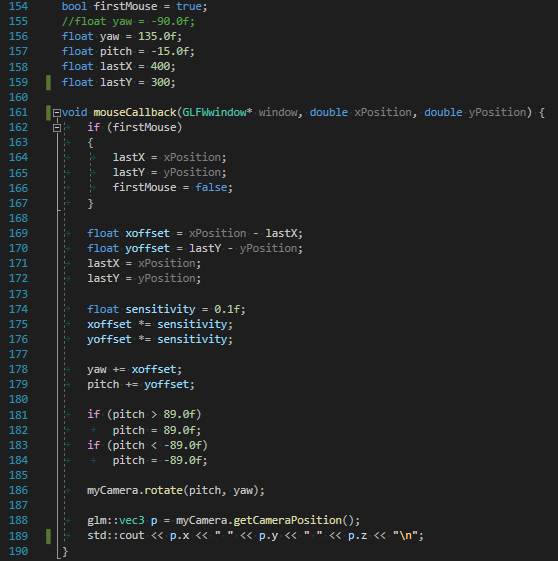 154 bool firstMouse = true;
155 //float yaw = -90.0f;
156 float yaw = 135.0f;
157 float pitch = -15.0f;
158 float lastX = 400;
159 float lastY = 300;
160
161 void mouseCallback(GLFWwindow* window, double xPosition, double yPosition) {
162     if (firstMouse)
163     {
164         lastX = xPosition;
165         lastY = yPosition;
166         firstMouse = false;
167     }
168
169     float xoffset = xPosition - lastX;
170     float yoffset = lastY - yPosition;
171     lastX = xPosition;
172     lastY = yPosition;
173
174     float sensitivity = 0.1f;
175     xoffset *= sensitivity;
176     yoffset *= sensitivity;
177
178     yaw += xoffset;
179     pitch += yoffset;
180
181     if (pitch > 89.0f)
182         pitch = 89.0f;
183     if (pitch < -89.0f)
184         pitch = -89.0f;
185
186     myCamera.rotate(pitch, yaw);
187
188     glm::vec3 p = myCamera.getCameraPosition();
189     std::cout << p.x << " " << p.y << " " << p.z << "\n";
190 }